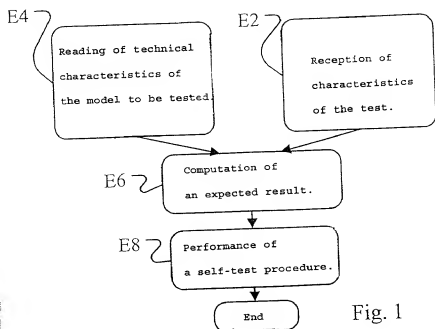 E4
Reading of technical
characteristics of
the model to be tested.
E2
Reception of
characteristics
of the test.
E6
Computation of
an expected result.
E8
Performance of
a self-test procedure.
End
Fig. 1